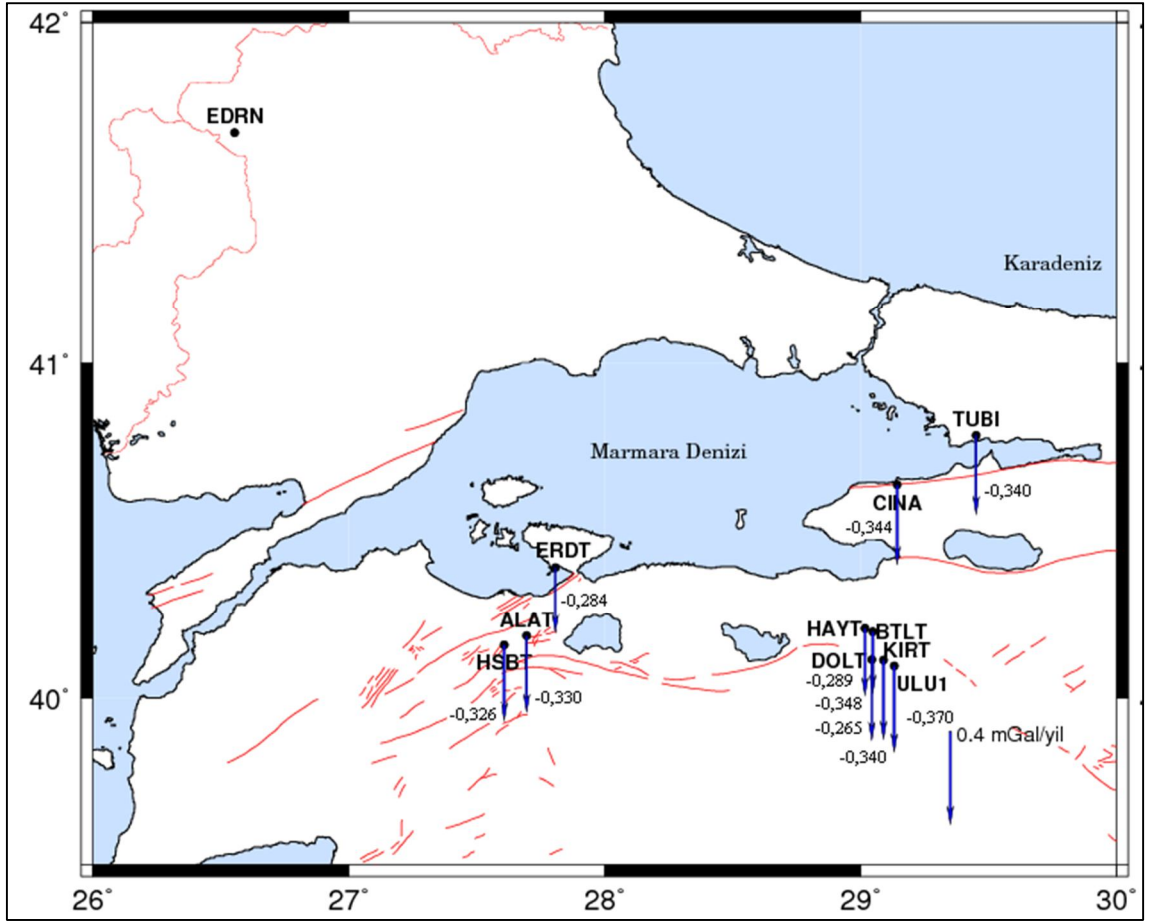 42°
EDRN
Karadeniz
41°
TUBI
Marmara Denizi
-0,340
CINA
-0,344
ERDT
-0,284
ALAT
HAYT
BTLT
KIRT
HSBT
DOLT
-0,289
ULU1
40°
-0,330
-0,348
-0,326
-0,370
-0,265
0.4 mGal/yil
-0,340
26°
27°
28°
29°
30°